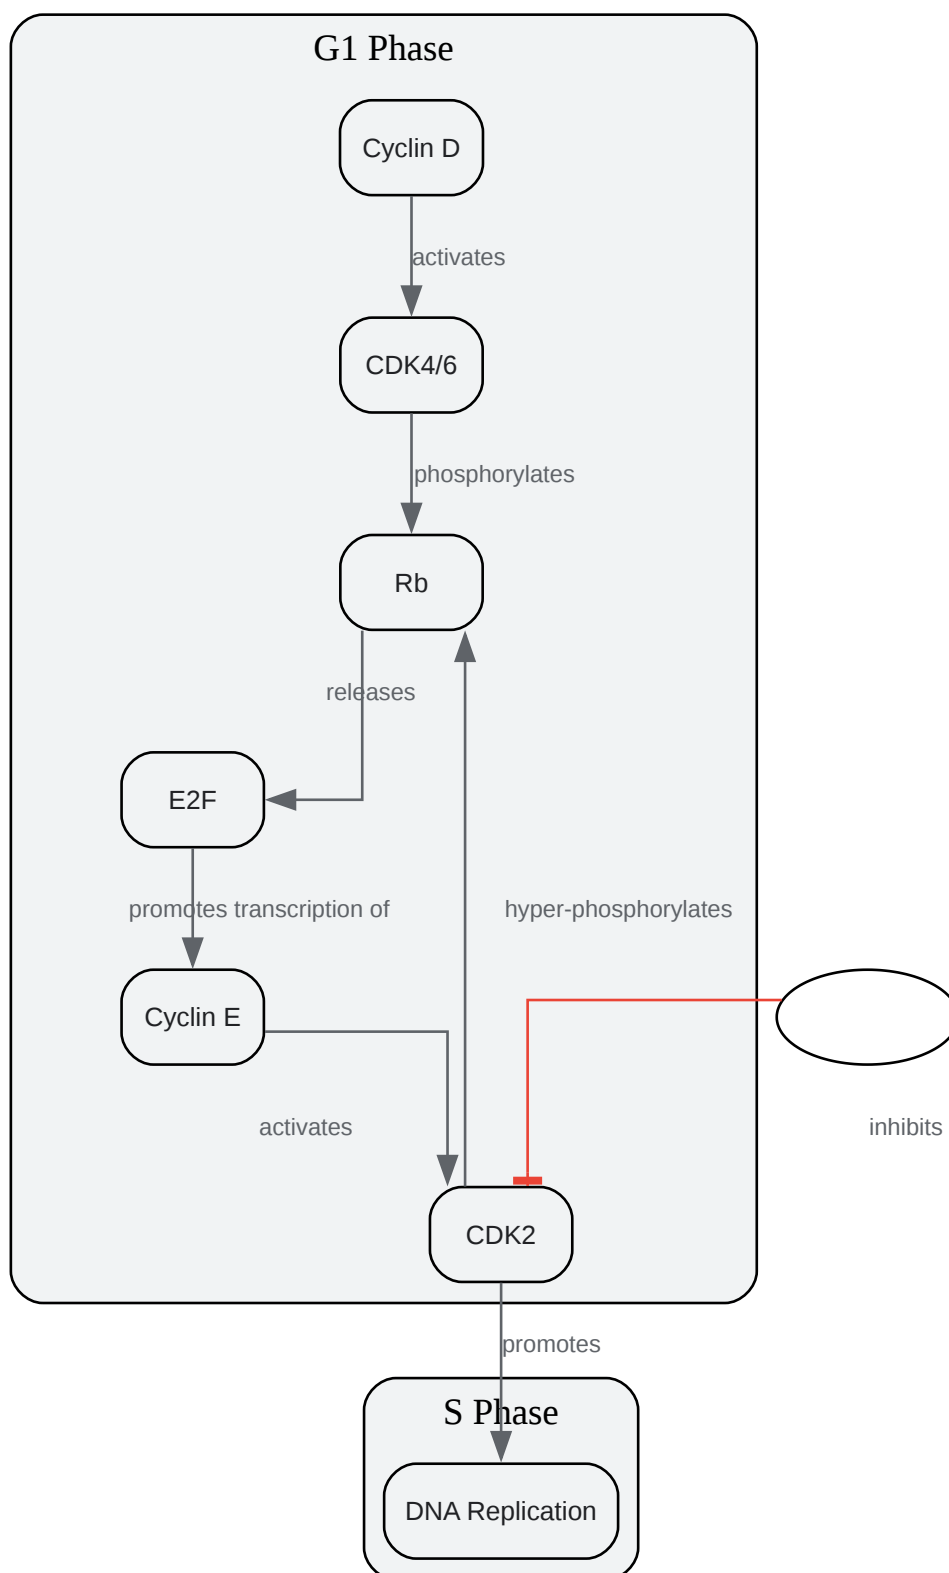 G1 Phase
Cyclin D
activates
CDK4/6
phosphorylates
Rb
releases
E2F
promotes transcription of
hyper-phosphorylates
Cyclin E
activates
inhibits
CDK2
promotes
S Phase
DNA Replication